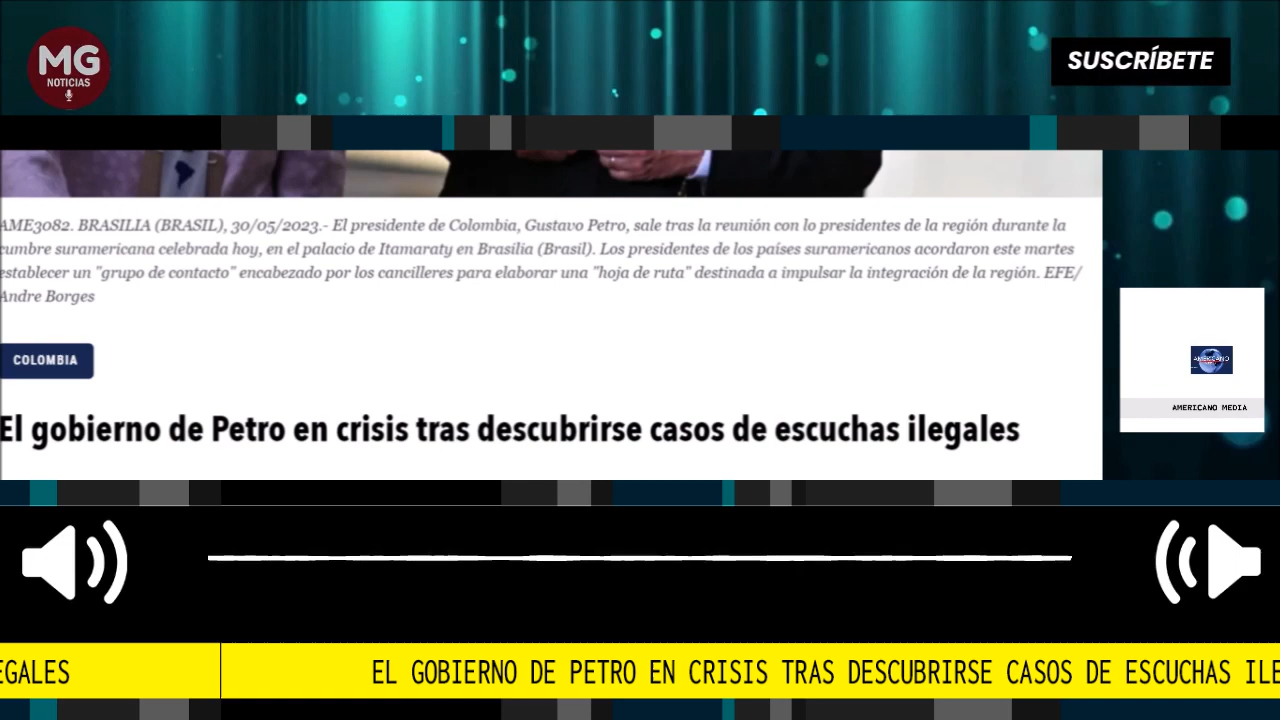 MG
NOTICIAS
SUSCRÍBETE
AME3082. BRASILIA (BRASIL), 30/05/2023.- El presidente de Colombia, Gustavo Petro, sale tras la reunión con lo presidentes de la región durante la
cumbre suramericana celebrada hoy, en el palacio de Itamaraty en Brasilia (Brasil). Los presidentes de los países suramericanos acordaron este martes
establecer un "grupo de contacto" encabezado por los cancilleres para elaborar una "hoja de ruta" destinada a impulsar la integración de la región. EFE/
Andre Borges
COLOMBIA
El gobierno de Petro en crisis tras descubrirse casos de escuchas ilegales
AMERICANO
AMERICANO MEDIA
EGALES
EL GOBIERNO DE PETRO EN CRISIS TRAS DESCUBRIRSE CASOS DE ESCUCHAS ILE